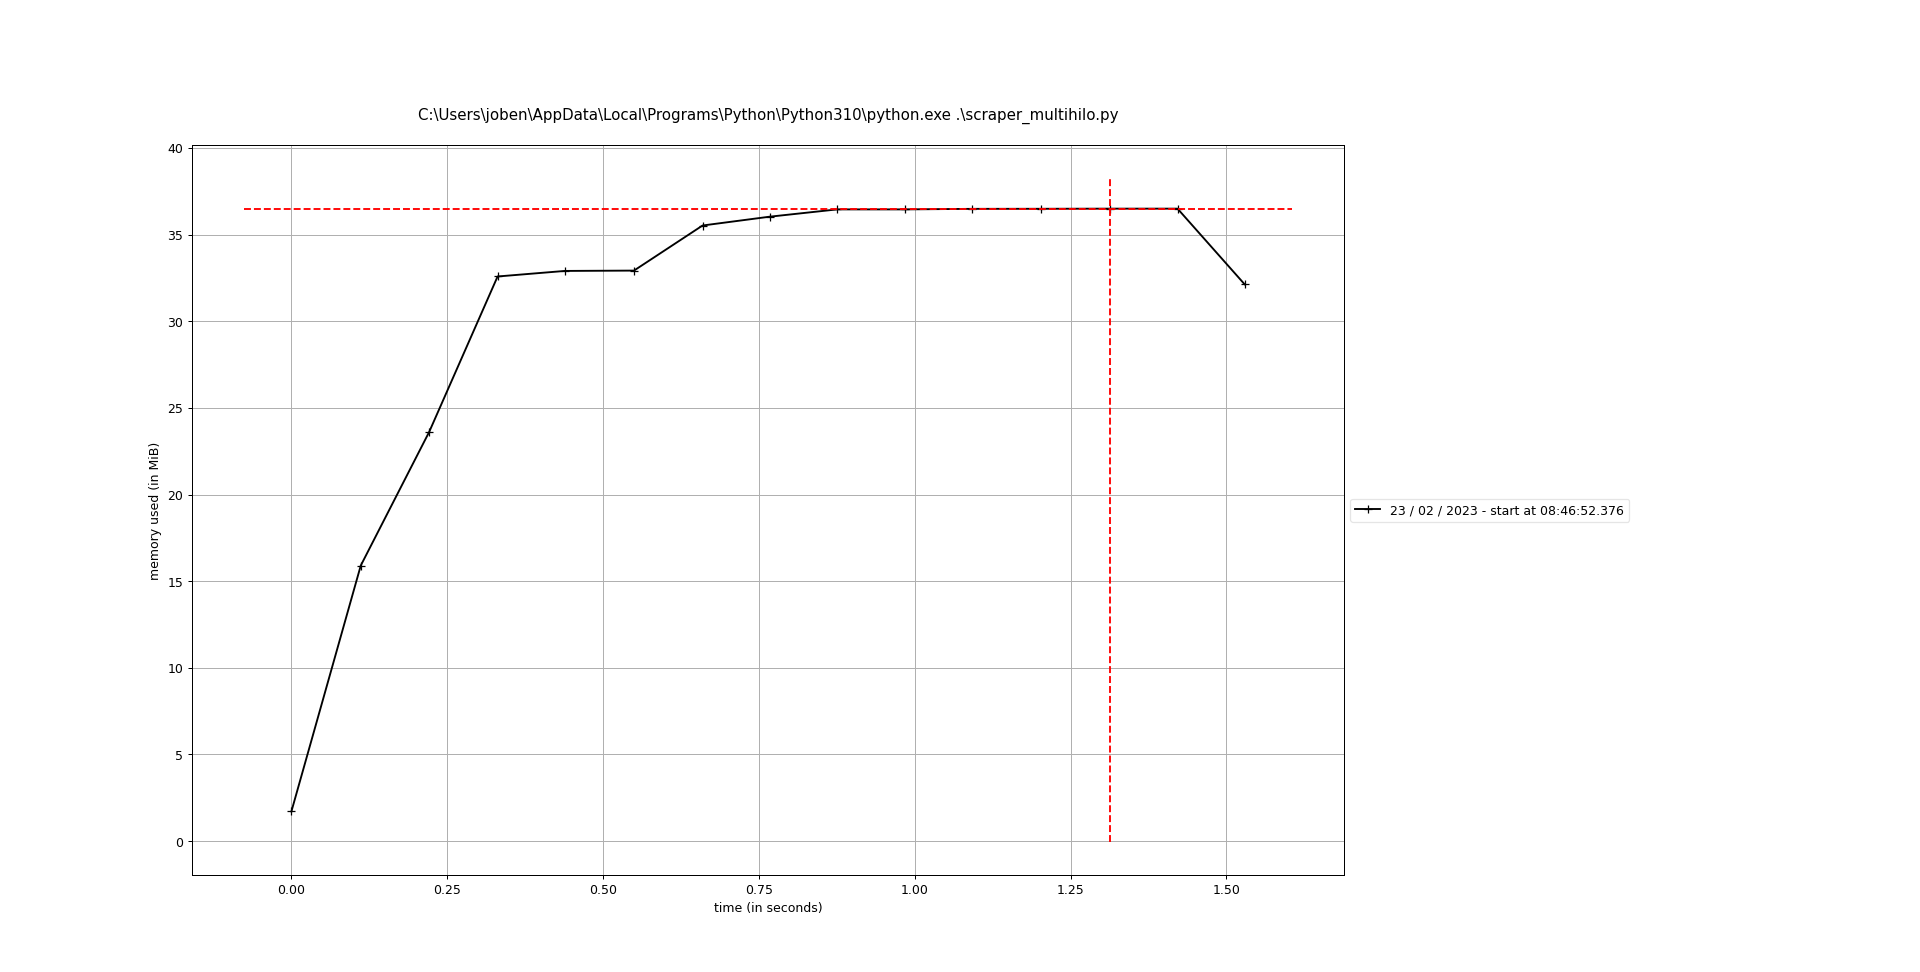 C:\Users\joben\AppData\Local\Programs\Python\Python310\python.exe .\scraper_multihilo.py
40
35
30
25
20
15
10
5
0
memory used (in MiB)
0.00 0.25 0.50 0.75 1.00 1.25 1.50
time (in seconds)
23 / 02 / 2023 - start at 08:46:52.376